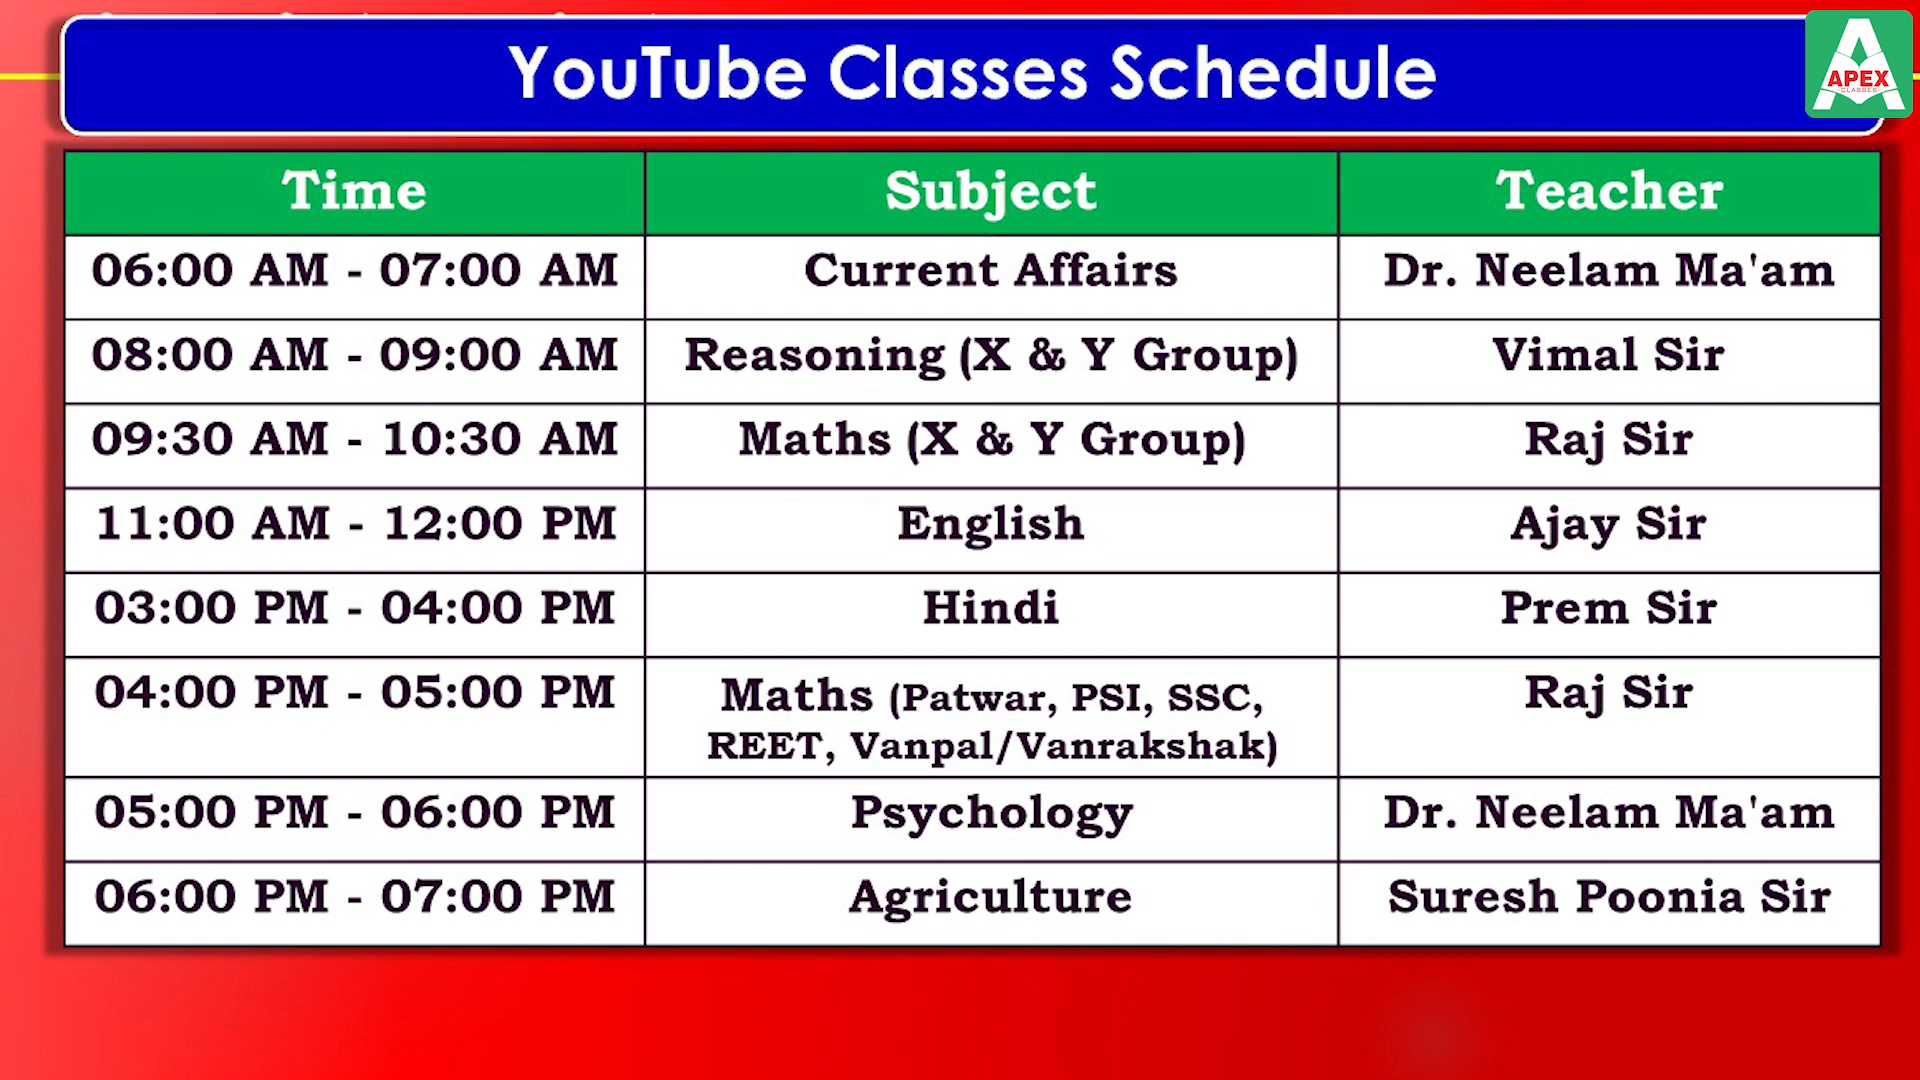 YouTube Classes Schedule
APEX
CLASSES
Time Subject Teacher
06:00 AM - 07:00 AM Current Affairs Dr. Neelam Ma'am
08:00 AM - 09:00 AM Reasoning (X & Y Group) Vimal Sir
09:30 AM - 10:30 AM Maths (X & Y Group) Raj Sir
11:00 AM - 12:00 PM English Ajay Sir
03:00 PM - 04:00 PM Hindi Prem Sir
04:00 PM - 05:00 PM Maths (Patwar, PSI, SSC, Raj Sir
REET, Vanpal/Vanrakshak)
05:00 PM - 06:00 PM Psychology Dr. Neelam Ma'am
06:00 PM - 07:00 PM Agriculture Suresh Poonia Sir